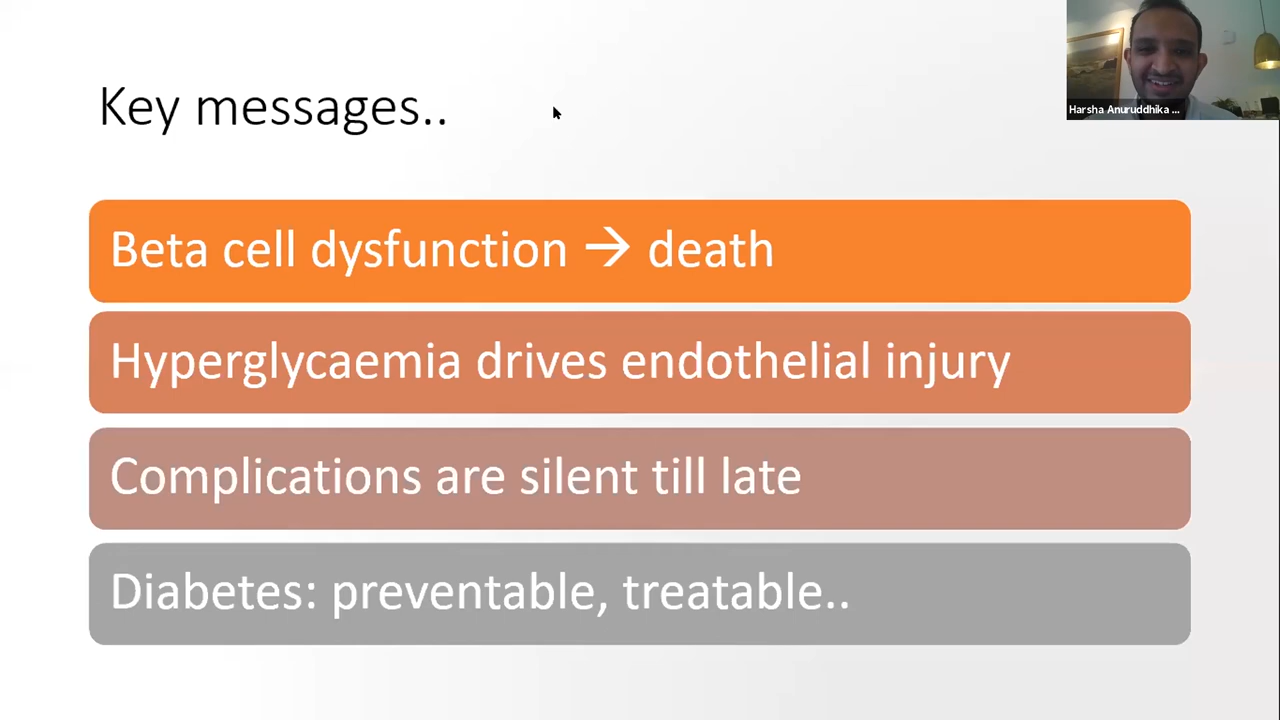 Key messages..
Harsha Anuruddhika ...
Beta cell dysfunction → death
Hyperglycaemia drives endothelial injury
Complications are silent till late
Diabetes: preventable, treatable..